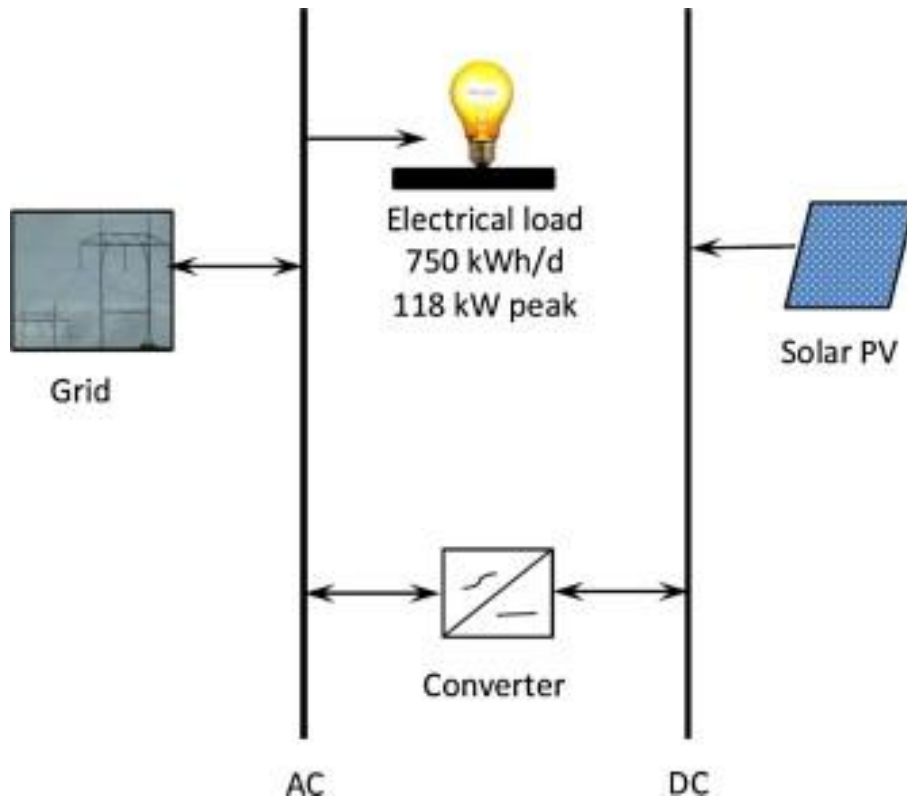 Electrical load
750 kWh/d
118 kW peak
Grid
Solar PV
Converter
AC
DC